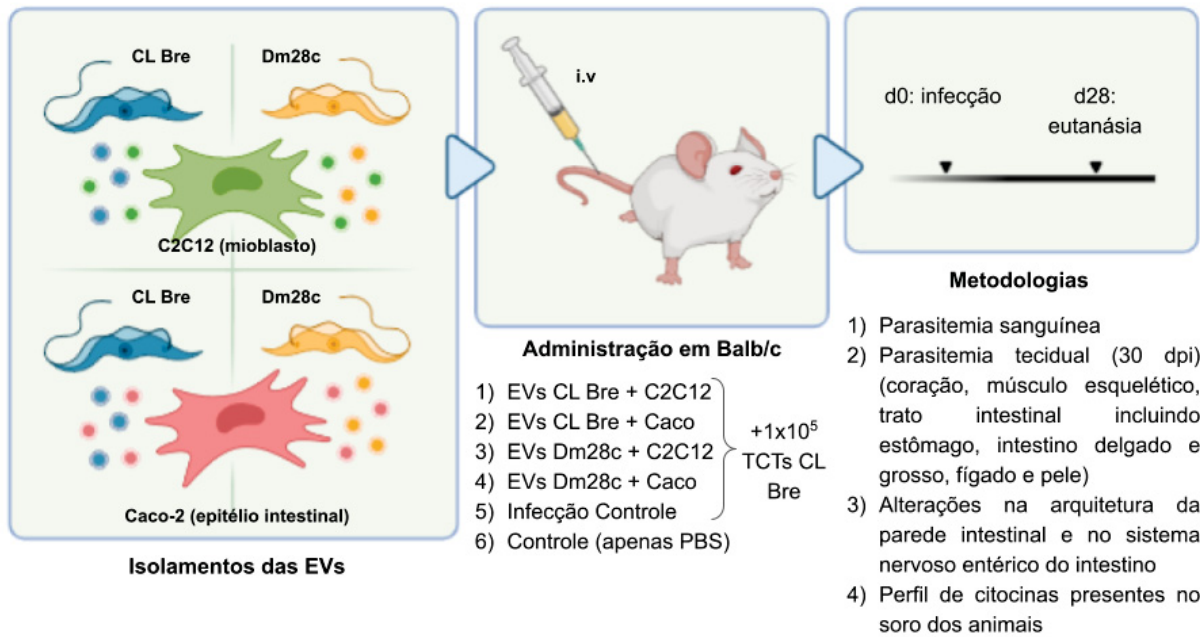 CL Bre
Dm28c
C2C12 (mioblasto)
CL Bre
Dm28c
Caco-2 (epitélio intestinal)
Isolamentos das EVs
i.v
Administração em Balb/c
1) EVs CL Bre + C2C12
2) EVs CL Bre + Caco
3) EVs Dm28c + C2C12
4) EVs Dm28c + Caco
5) Infecção Controle
6) Controle (apenas PBS)
+1x10⁵
TCTs CL
Bre
d0: infecção
d28:
eutanásia
Metodologias
1) Parasitemia sanguínea
2) Parasitemia tecidual (30 dpi)
(coração, músculo esquelético,
trato intestinal incluindo
estômago, intestino delgado e
grosso, fígado e pele)
3) Alterações na arquitetura da
parede intestinal e no sistema
nervoso entérico do intestino
4) Perfil de citocinas presentes no
soro dos animais